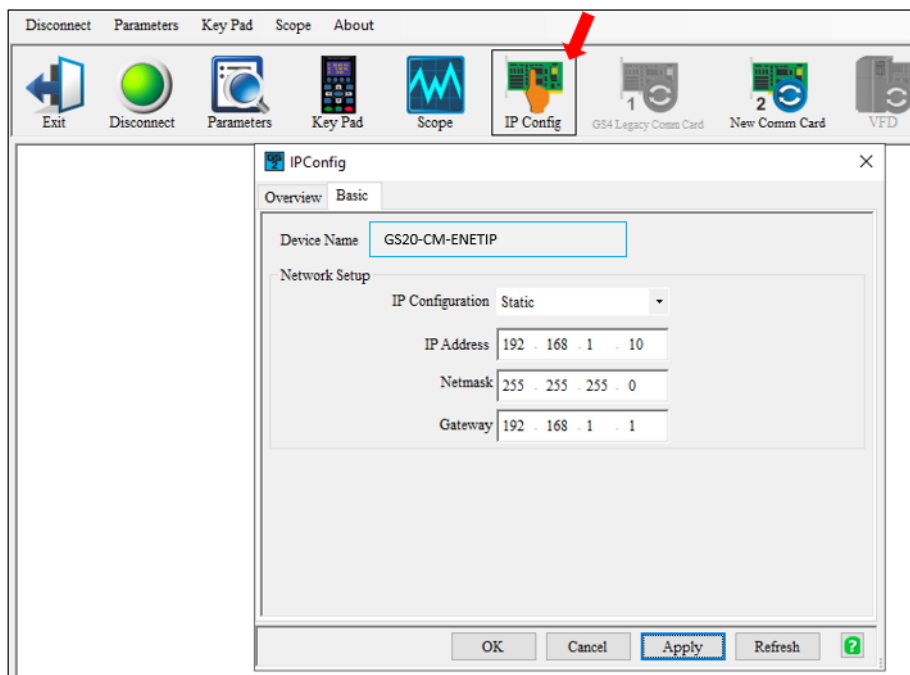 Disconnect Parameters Key Pad Scope About
1 2
Exit Disconnect Parameters Key Pad Scope IP Config GS4 Legacy Comm Card New Comm Card VFD
IPConfig
Overview Basic
Device Name GS20-CM-ENETIP
Network Setup
IP Configuration Static
IP Address 192 . 168 . 1 . 10
Netmask 255 . 255 . 255 . 0
Gateway 192 . 168 . 1 . 1
OK Cancel Apply Refresh ?